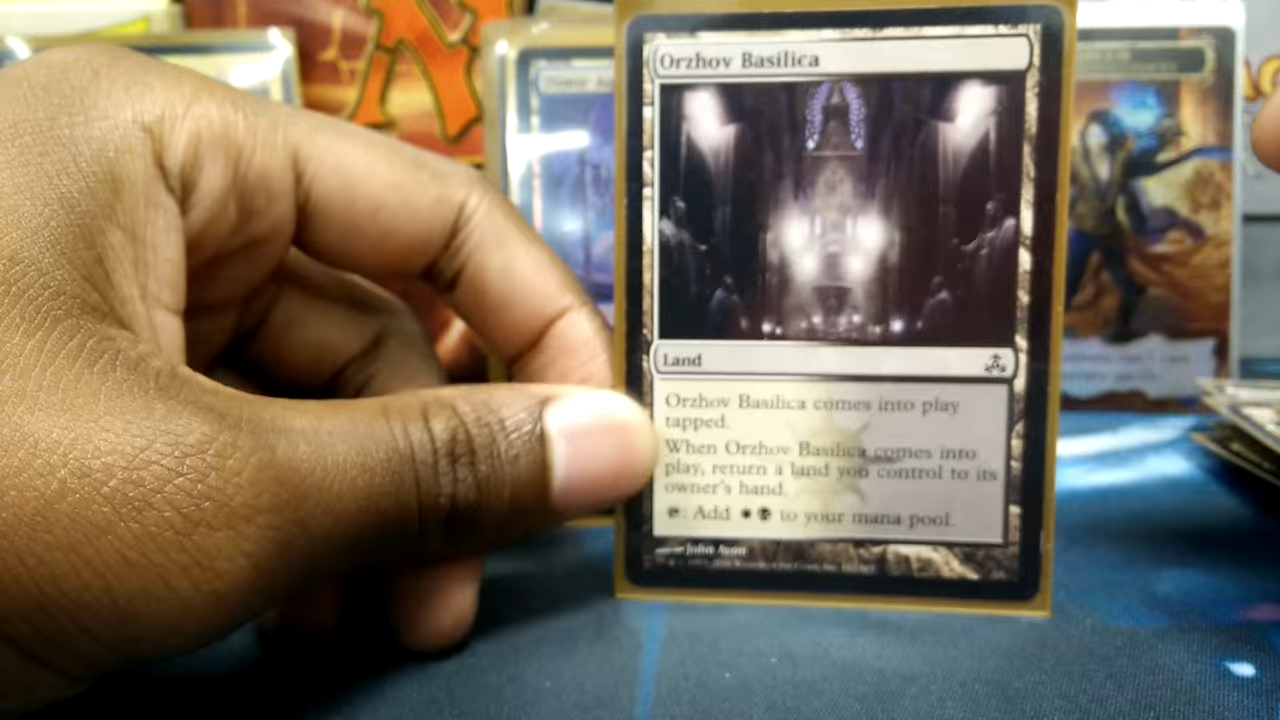 Orzhov Basilica
Land
Orzhov Basilica comes into play
tapped.
When Orzhov Basilica comes into
play, return a land you control to its
owner's hand.
: Add to your mana pool.
John Avon